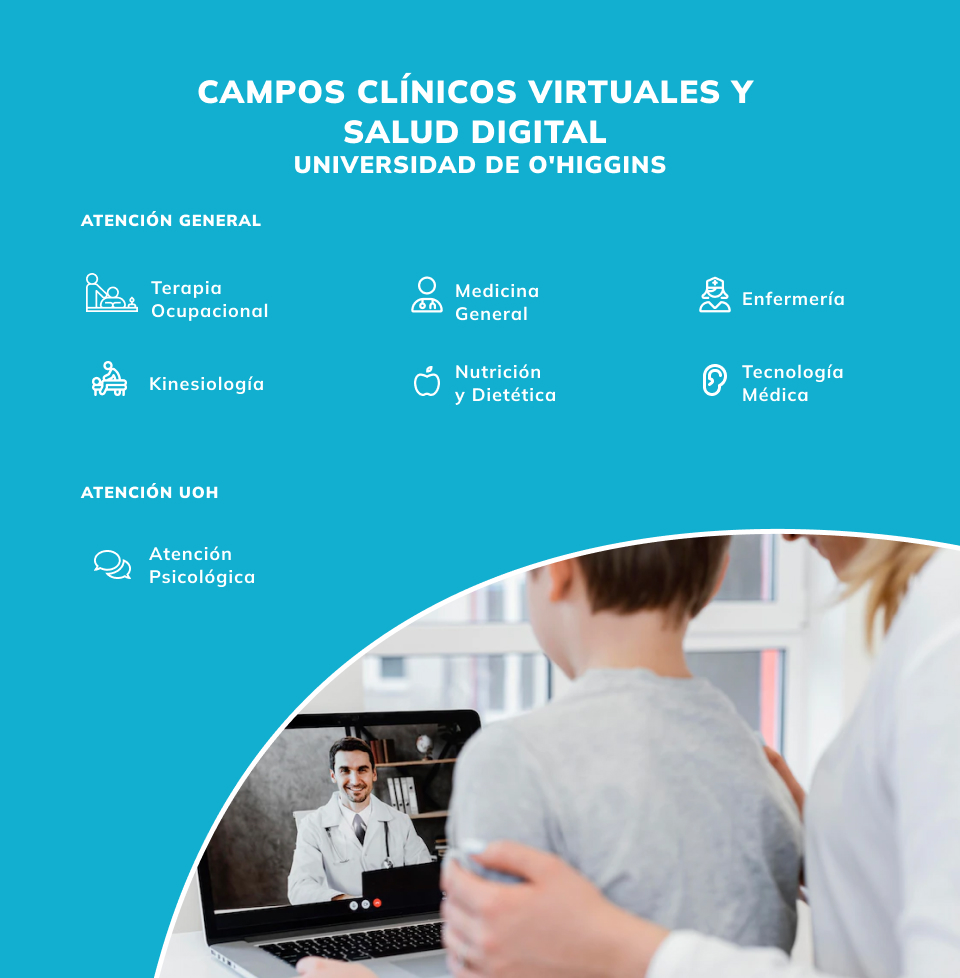 CAMPOS CLÍNICOS VIRTUALES Y
SALUD DIGITAL
UNIVERSIDAD DE O'HIGGINS
ATENCIÓN GENERAL
Terapia
Ocupacional
Medicina
General
Enfermería
Kinesiología
Nutrición
y Dietética
Tecnología
Médica
ATENCIÓN UOH
Atención
Psicológica